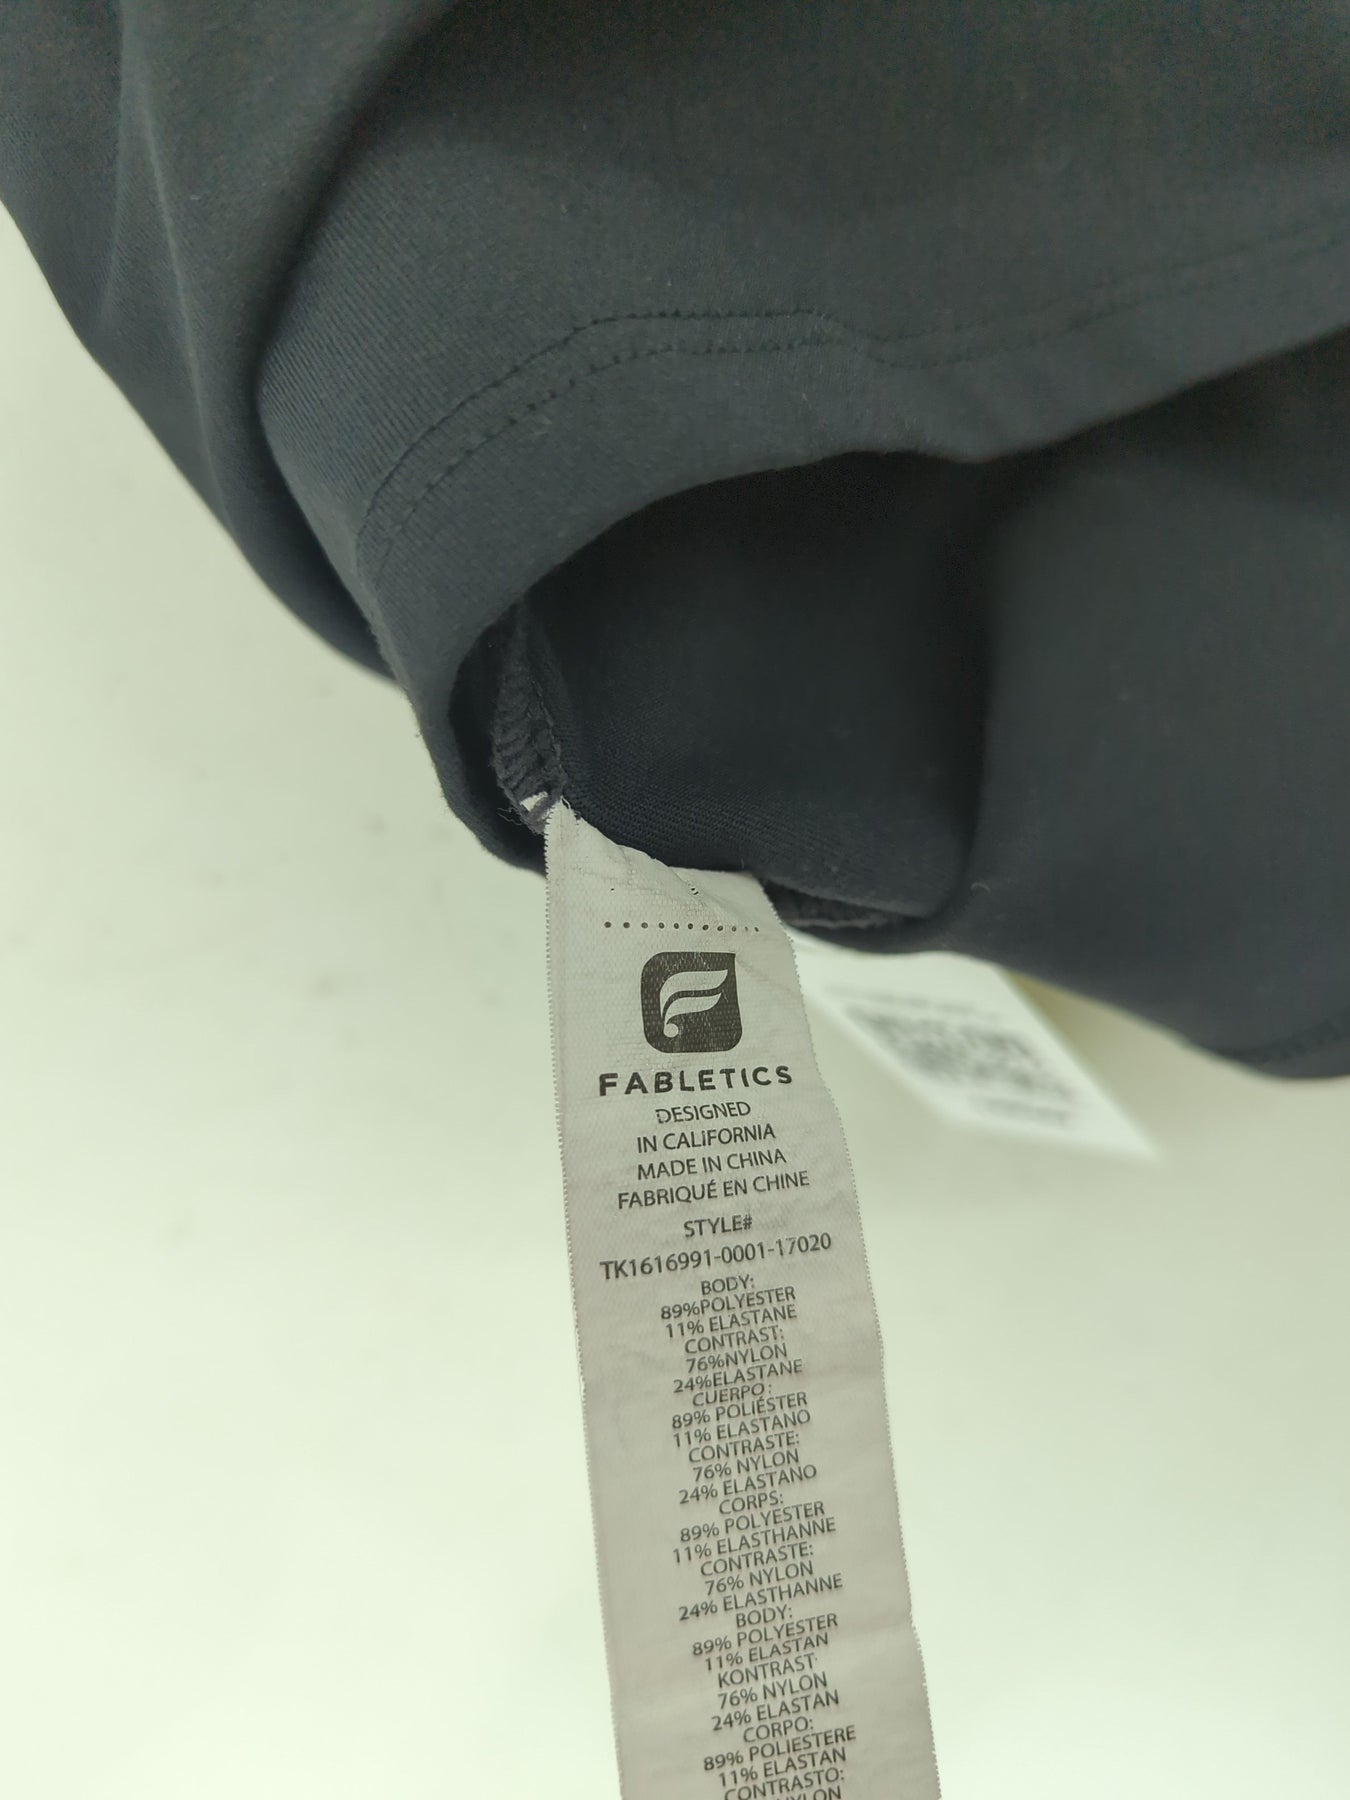 FABLETICS
DESIGNED
IN CALIFORNIA
MADE IN CHINA
FABRIQUÉ EN CHINE
STYLE#
TK1616991-0001-17020
BODY:
89%POLYESTER
11% ELASTANE
CONTRAST:
76%NYLON
24%ELASTANE
CUERPO:
89% POLIÉSTER
11% ELASTANO
CONTRASTE:
76% NYLON
24% ELASTANO
CORPS:
89% POLYESTER
11% ELASTHANNE
CONTRASTE:
76% NYLON
24% ELASTHANNE
BODY:
89% POLYESTER
11% ELASTAN
KONTRAST
76% NYLON
24% ELASTAN
CORPO:
89% POLIESTERE
11% ELASTAN
CONTRASTO:
NYLON